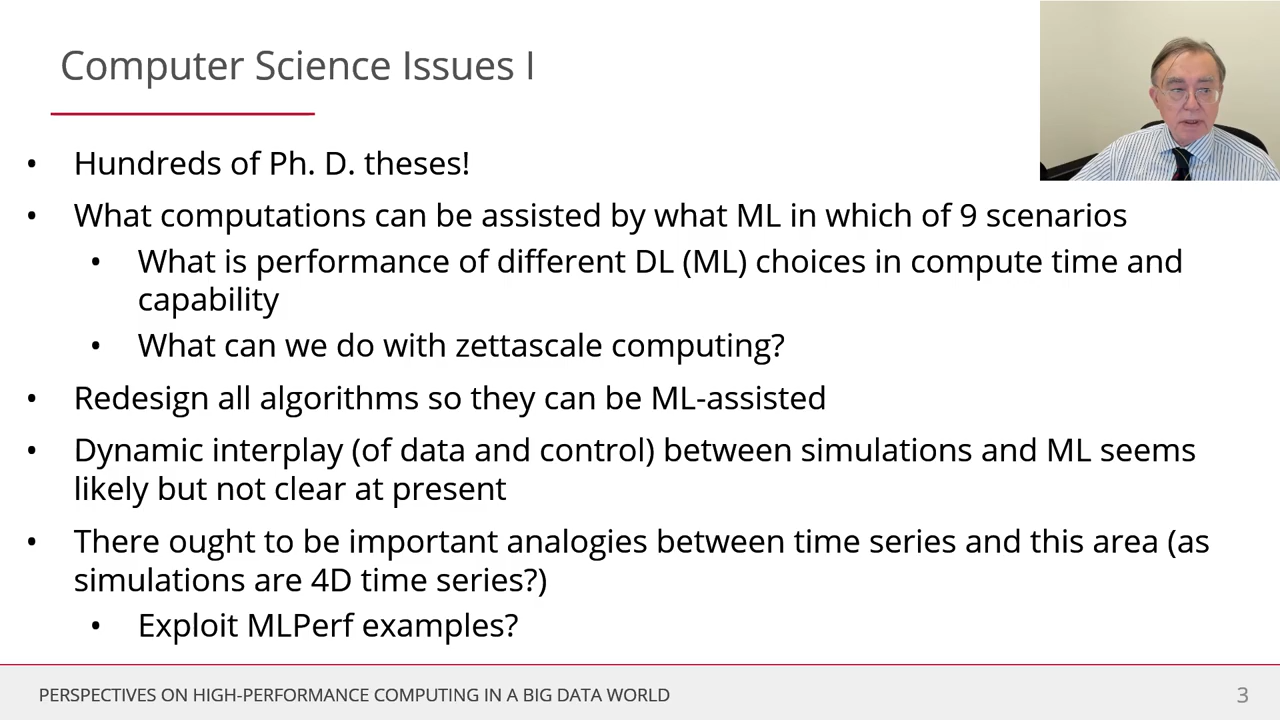 Computer Science Issues I
• Hundreds of Ph. D. theses!
• What computations can be assisted by what ML in which of 9 scenarios
• What is performance of different DL (ML) choices in compute time and
capability
• What can we do with zettascale computing?
• Redesign all algorithms so they can be ML-assisted
• Dynamic interplay (of data and control) between simulations and ML seems
likely but not clear at present
• There ought to be important analogies between time series and this area (as
simulations are 4D time series?)
• Exploit MLPerf examples?
PERSPECTIVES ON HIGH-PERFORMANCE COMPUTING IN A BIG DATA WORLD
3